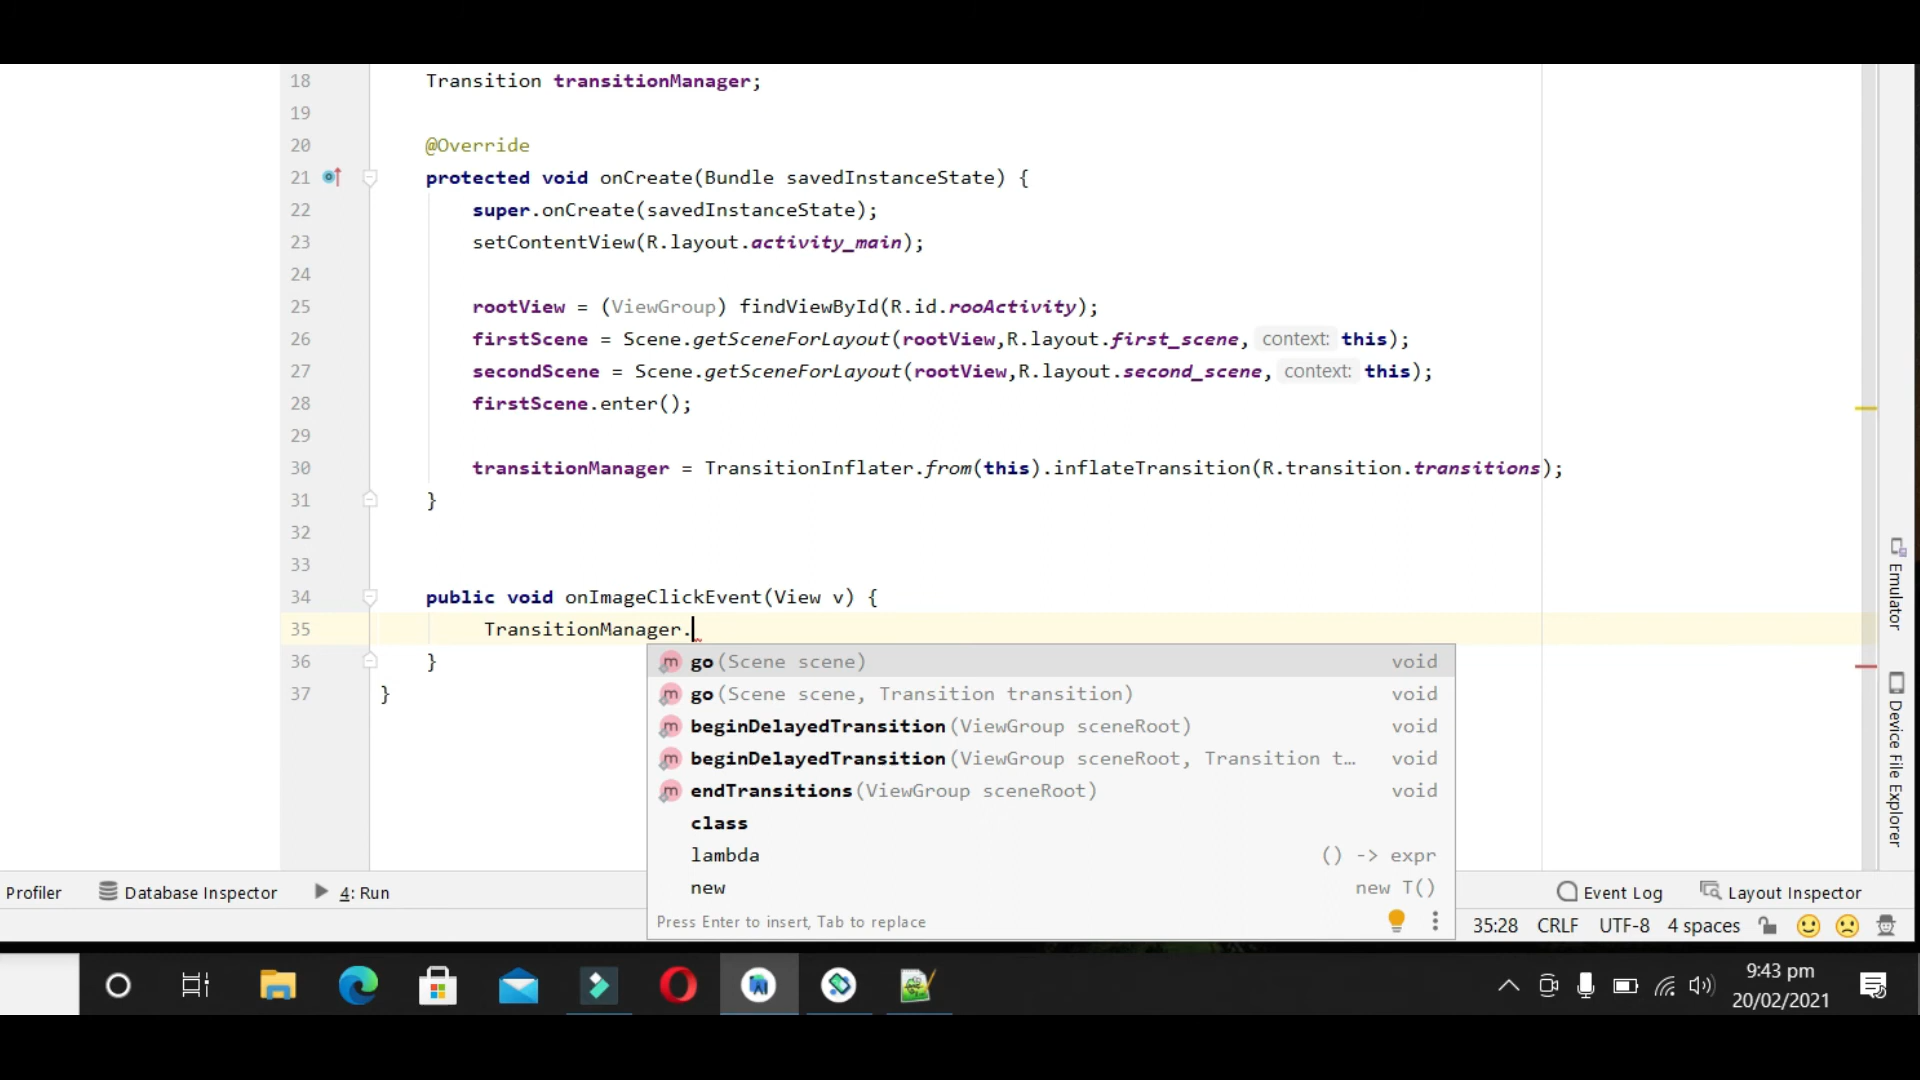 18 Transition transitionManager;
19
20 @Override
21 protected void onCreate(Bundle savedInstanceState) {
22 super.onCreate(savedInstanceState);
23 setContentView(R.layout.activity_main);
24
25 rootView = (ViewGroup) findViewById(R.id.rooActivity);
26 firstScene = Scene.getSceneForLayout(rootView,R.layout.first_scene, context: this);
27 secondScene = Scene.getSceneForLayout(rootView,R.layout.second_scene, context: this);
28 firstScene.enter();
29
30 transitionManager = TransitionInflater.from(this).inflateTransition(R.transition.transitions);
31 }
32
33
34 public void onImageClickEvent(View v) {
35 TransitionManager.
36 }
37 }
m go(Scene scene) void
m go(Scene scene, Transition transition) void
m beginDelayedTransition(ViewGroup sceneRoot) void
m beginDelayedTransition(ViewGroup sceneRoot, Transition t… void
m endTransitions(ViewGroup sceneRoot) void
class
lambda () -> expr
new new T()
Press Enter to insert, Tab to replace
Emulator
Device File Explorer
Profiler Database Inspector 4: Run Event Log Layout Inspector
35:28 CRLF UTF-8 4 spaces
9:43 pm
20/02/2021